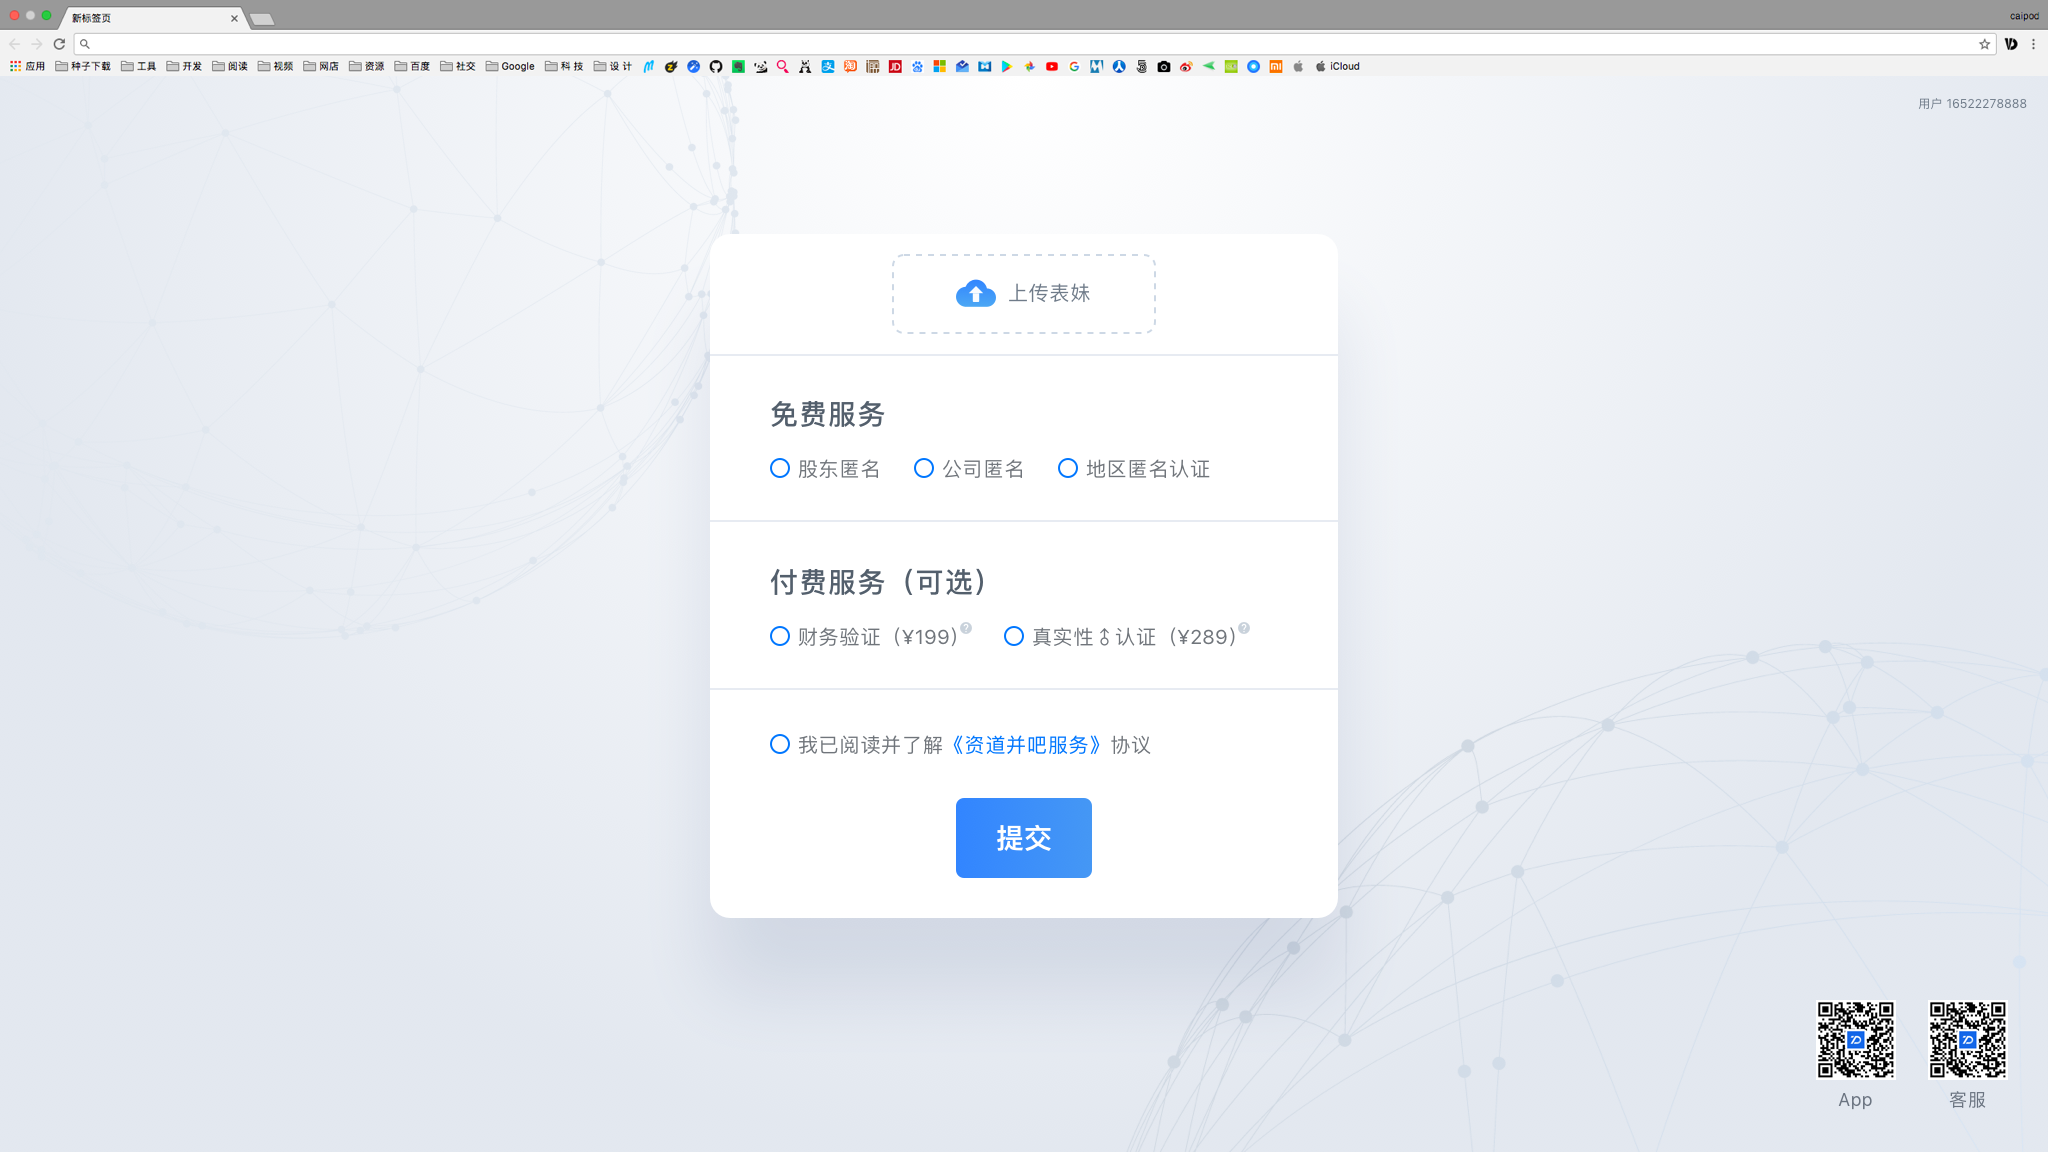 新标签页
caipod
应用 种子下载 工具 开发 阅读 视频 网店 资源 百度 社交 Google 科 技 设 计 iCloud
用户 16522278888
上传表妹
免费服务
股东匿名 公司匿名 地区匿名认证
付费服务（可选）
财务验证（¥199） 真实性⇕认证（¥289）
我已阅读并了解《资道并吧服务》协议
提交
App 客服